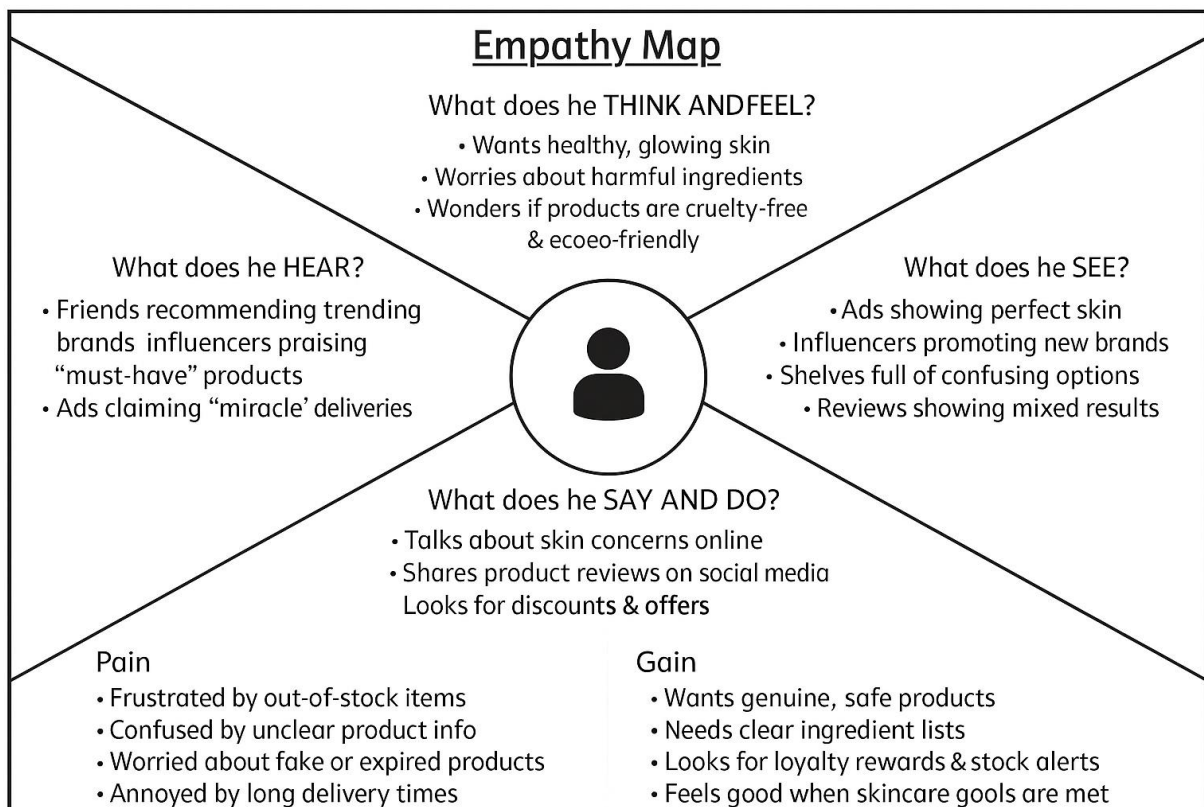 Empathy Map
What does he THINK ANDFEEL?
• Wants healthy, glowing skin
• Worries about harmful ingredients
• Wonders if products are cruelty-free
& ecoeo-friendly
What does he HEAR?
• Friends recommending trending
brands influencers praising
“must-have” products
• Ads claiming “miracle’ deliveries
What does he SEE?
• Ads showing perfect skin
• Influencers promoting new brands
• Shelves full of confusing options
• Reviews showing mixed results
What does he SAY AND DO?
• Talks about skin concerns online
• Shares product reviews on social media
Looks for discounts & offers
Pain
• Frustrated by out-of-stock items
• Confused by unclear product info
• Worried about fake or expired products
• Annoyed by long delivery times
Gain
• Wants genuine, safe products
• Needs clear ingredient lists
• Looks for loyalty rewards & stock alerts
• Feels good when skincare gools are met